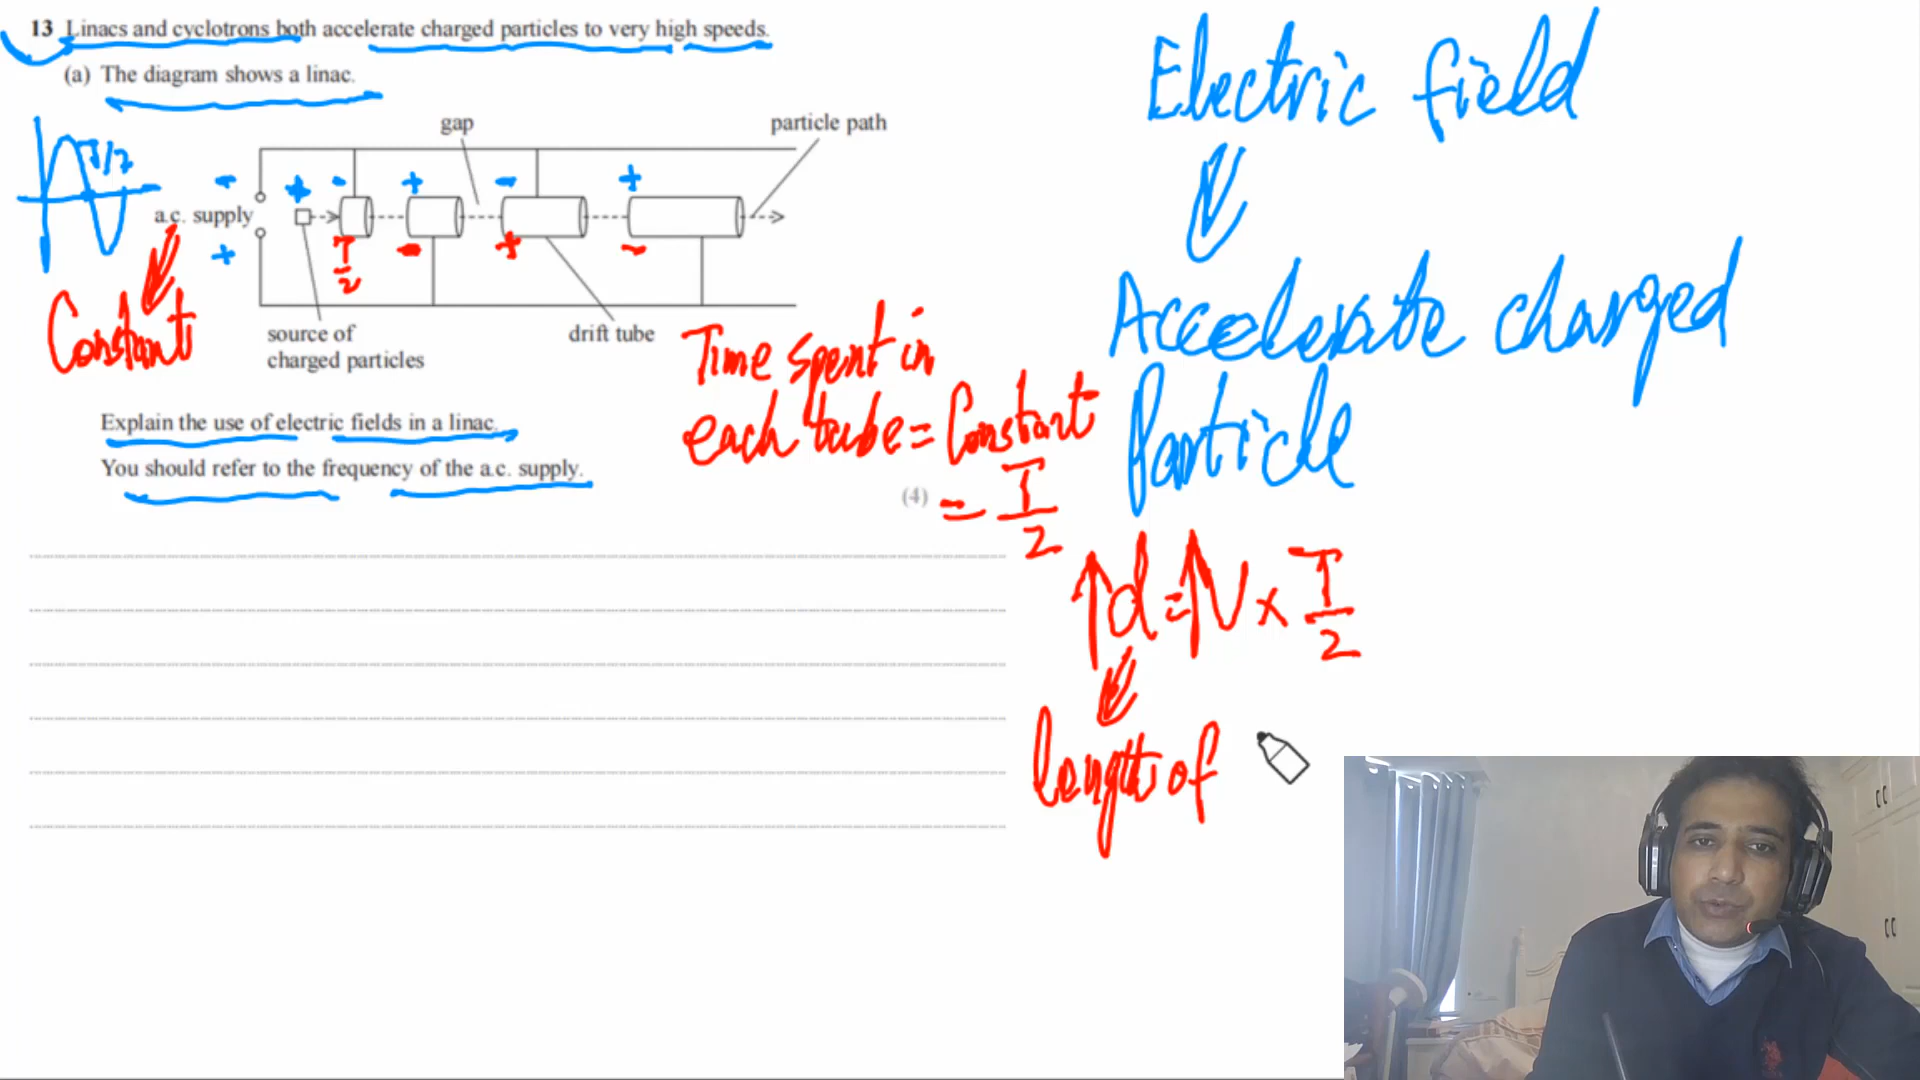 13 Linacs and cyclotrons both accelerate charged particles to very high speeds.
(a) The diagram shows a linac.
gap
particle path
T/2
- + - + - +
a.c. supply
+ T/2 - + -
Constant
source of
charged particles
drift tube
Explain the use of electric fields in a linac.
You should refer to the frequency of the a.c. supply.
(4)
Time spent in
each tube = Constant
= T/2
Electric field
Accelerate charged
Particle
↑d = ↑V × T/2
length of